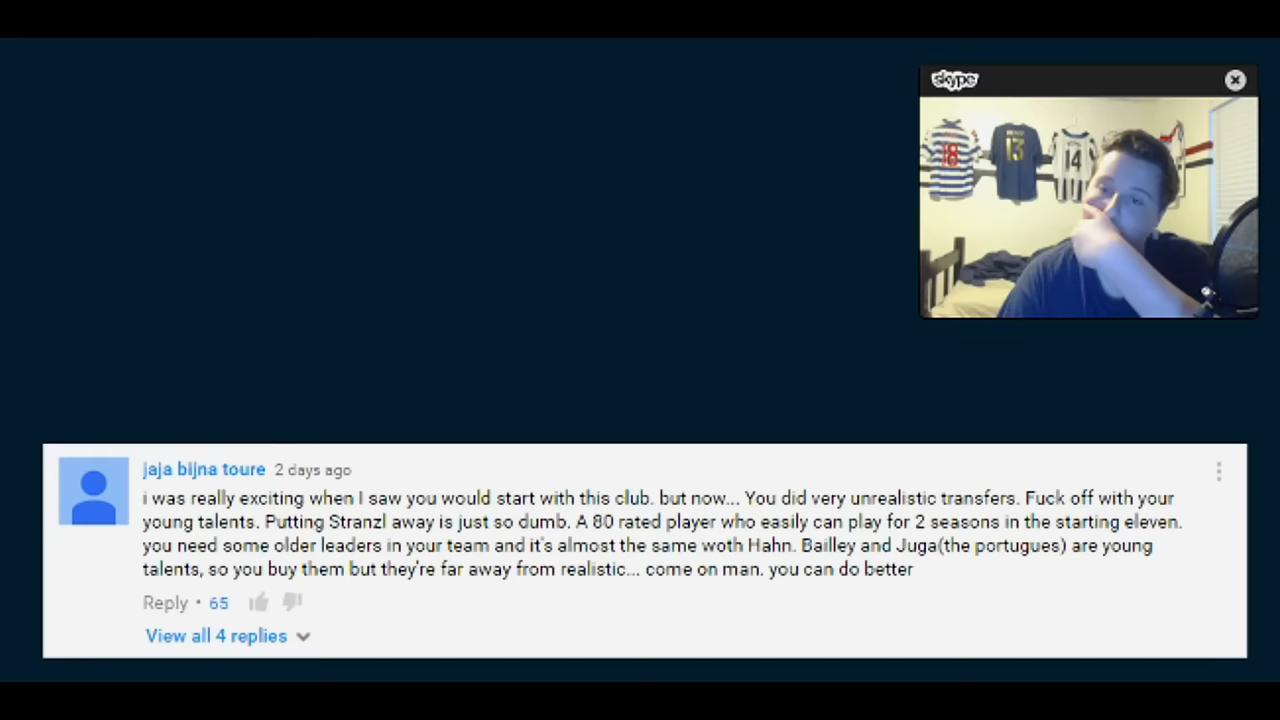 skype
18
13
14
jaja bijna toure 2 days ago
i was really exciting when I saw you would start with this club. but now... You did very unrealistic transfers. Fuck off with your
young talents. Putting Stranzl away is just so dumb. A 80 rated player who easily can play for 2 seasons in the starting eleven.
you need some older leaders in your team and it's almost the same woth Hahn. Bailley and Juga(the portugues) are young
talents, so you buy them but they're far away from realistic... come on man. you can do better
Reply • 65
View all 4 replies